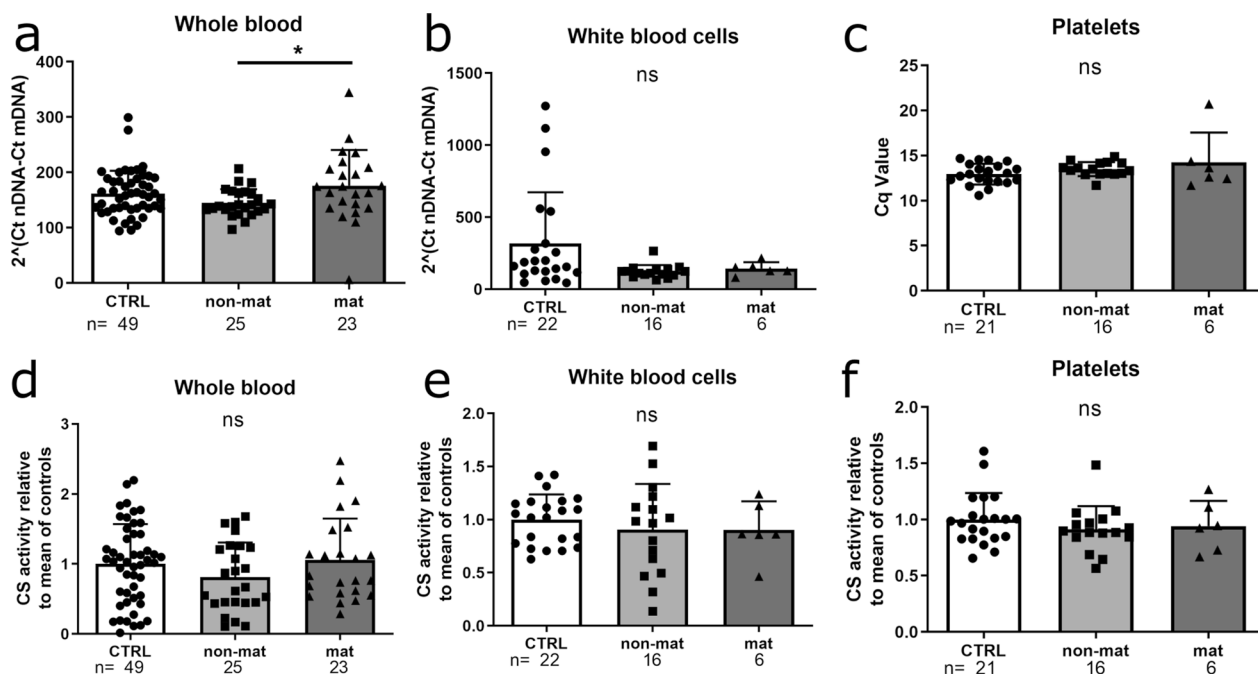 a
Whole blood
*
2^(Ct nDNA-Ct mDNA)
400
300
200
100
0
CTRL non-mat mat
n= 49 25 23
b
White blood cells
ns
2^(Ct nDNA-Ct mDNA)
1500
1000
500
0
CTRL non-mat mat
n= 22 16 6
c
Platelets
ns
Cq Value
25
20
15
10
5
0
CTRL non-mat mat
n= 21 16 6
d
Whole blood
ns
CS activity relative
to mean of controls
3
2
1
0
CTRL non-mat mat
n= 49 25 23
e
White blood cells
ns
CS activity relative
to mean of controls
2.0
1.5
1.0
0.5
0.0
CTRL non-mat mat
n= 22 16 6
f
Platelets
ns
CS activity relative
to mean of controls
2.0
1.5
1.0
0.5
0.0
CTRL non-mat mat
n= 21 16 6